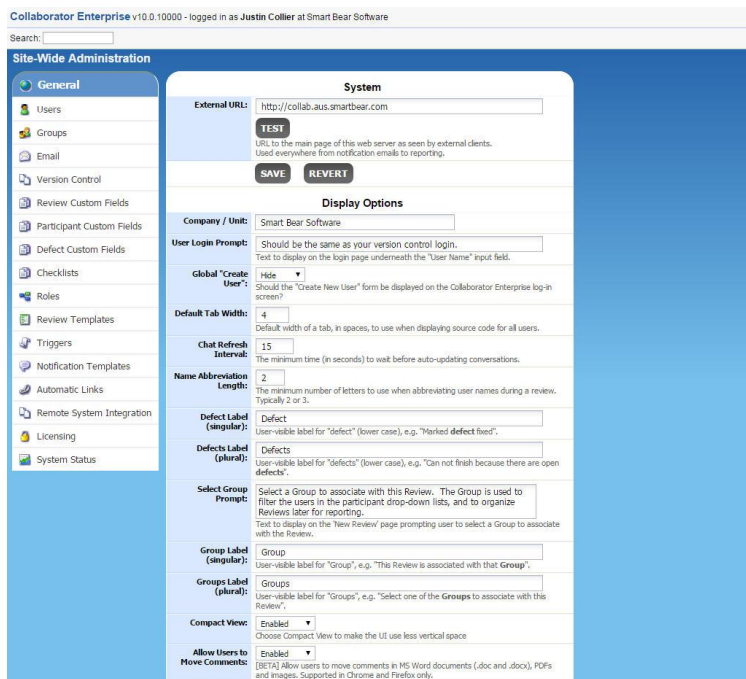 Collaborator Enterprise v10.0.10000 - logged in as Justin Collier at Smart Bear Software
Search:
Site-Wide Administration
General
Users
Groups
Email
Version Control
Review Custom Fields
Participant Custom Fields
Defect Custom Fields
Checklists
Roles
Review Templates
Triggers
Notification Templates
Automatic Links
Remote System Integration
Licensing
System Status
System
External URL: http://collab.aus.smartbear.com
TEST
URL to the main page of this web server as seen by external clients.
Used everywhere from notification emails to reporting.
SAVE REVERT
Display Options
Company / Unit: Smart Bear Software
User Login Prompt: Should be the same as your version control login.
Text to display on the login page underneath the "User Name" input field.
Global "Create User": Hide
Should the "Create New User" form be displayed on the Collaborator Enterprise log-in
screen?
Default Tab Width: 4
Default width of a tab, in spaces, to use when displaying source code for all users.
Chat Refresh Interval: 15
The minimum time (in seconds) to wait before auto-updating conversations.
Name Abbreviation Length: 2
The minimum number of letters to use when abbreviating user names during a review.
Typically 2 or 3.
Defect Label (singular): Defect
User-visible label for "defect" (lower case), e.g. "Marked defect fixed".
Defects Label (plural): Defects
User-visible label for "defects" (lower case), e.g. "Can not finish because there are open
defects".
Select Group Prompt: Select a Group to associate with this Review. The Group is used to
filter the users in the participant drop-down lists, and to organize
Reviews later for reporting.
Text to display on the 'New Review' page prompting user to select a Group to associate
with the Review.
Group Label (singular): Group
User-visible label for "Group", e.g. "This Review is associated with that Group".
Groups Label (plural): Groups
User-visible label for "Groups", e.g. "Select one of the Groups to associate with this
Review".
Compact View: Enabled
Choose Compact View to make the UI use less vertical space
Allow Users to Move Comments: Enabled
[BETA] Allow users to move comments in MS Word documents (.doc and .docx), PDFs
and images. Supported in Chrome and Firefox only.